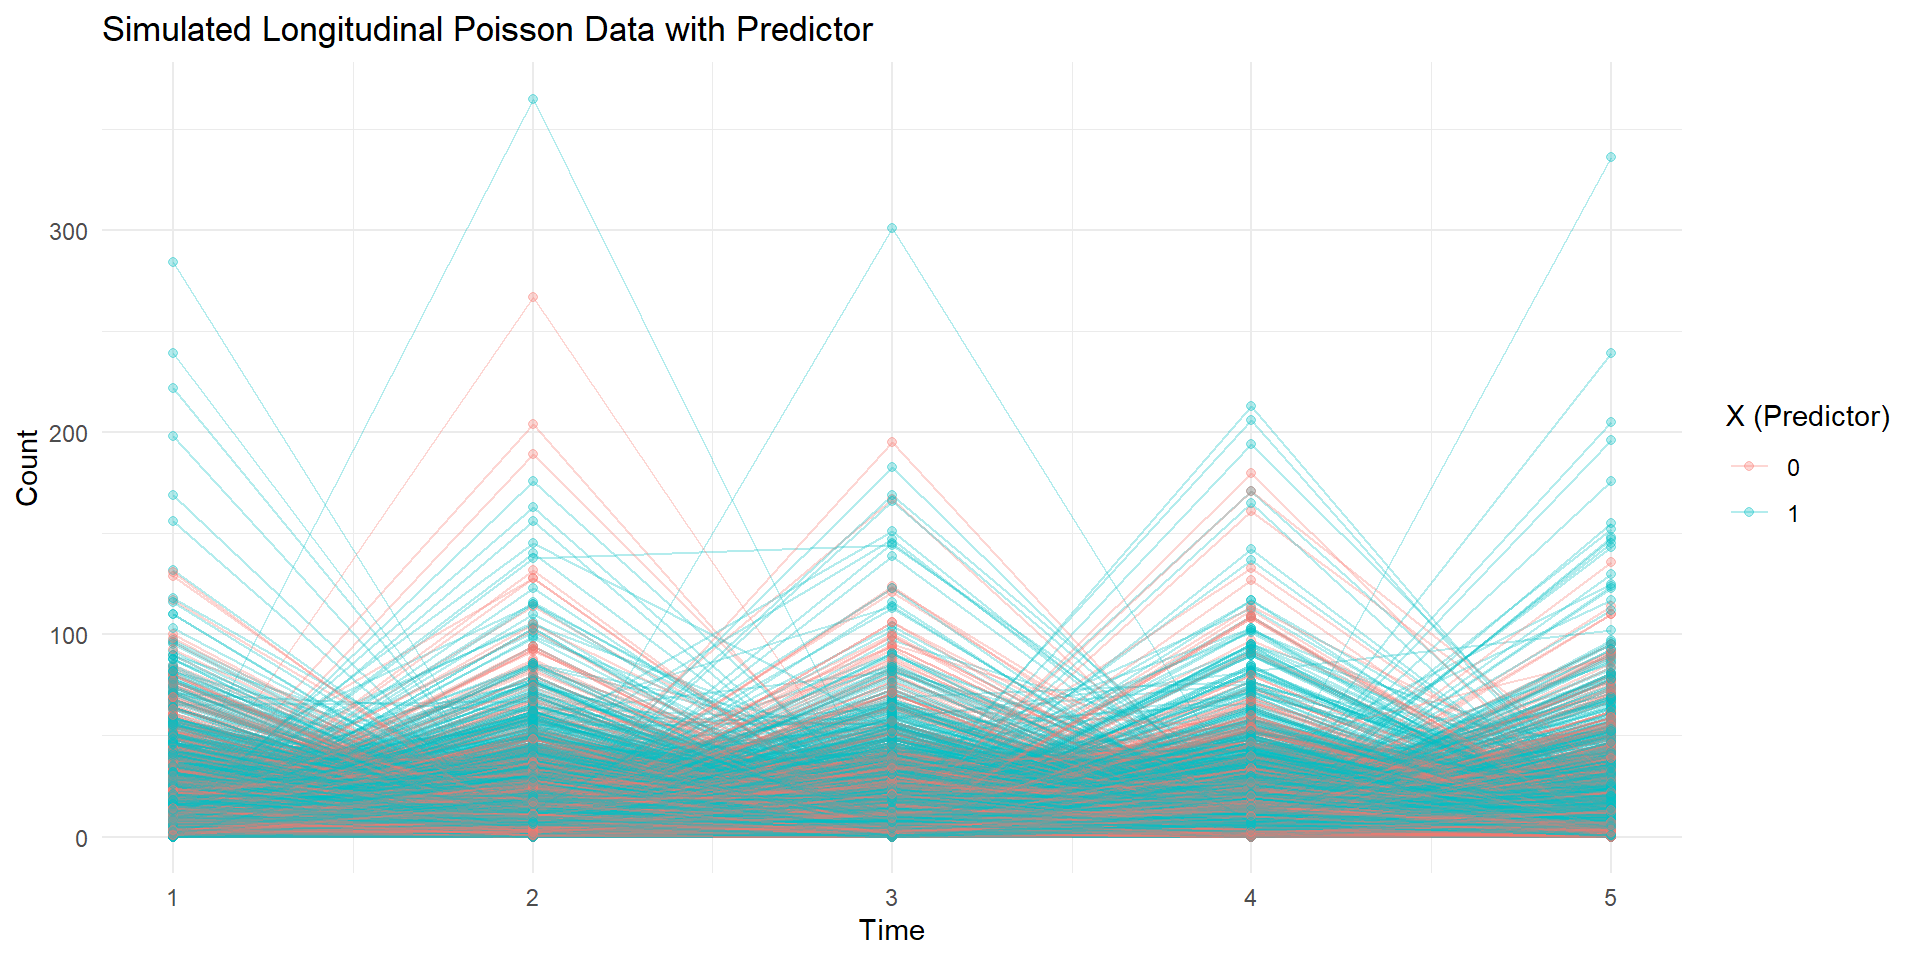 Simulated Longitudinal Poisson Data with Predictor
Count
300
200
100
0
1 2 3 4 5
Time
X (Predictor)
0
1